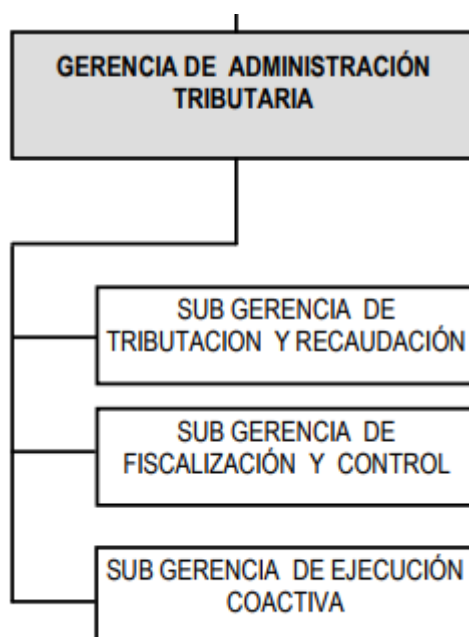 GERENCIA DE ADMINISTRACIÓN
TRIBUTARIA
SUB GERENCIA DE
TRIBUTACION Y RECAUDACIÓN
SUB GERENCIA DE
FISCALIZACIÓN Y CONTROL
SUB GERENCIA DE EJECUCIÓN
COACTIVA